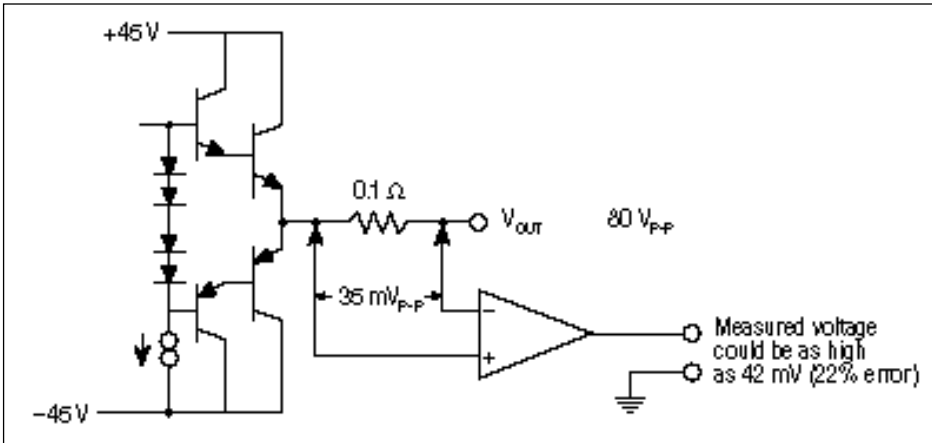 +45 V
0.1 Ω
V_OUT 80 V_P-P
35 mV_P-P
−
+
Measured voltage
could be as high
as 42 mV (22% error)
−45 V